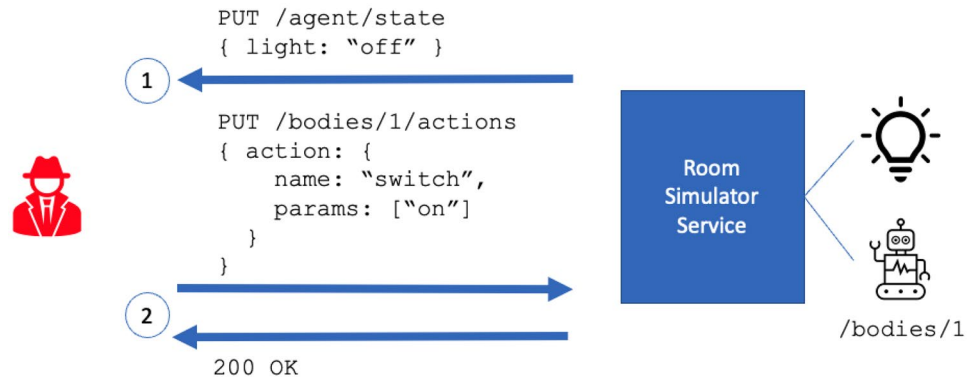 PUT /agent/state
{ light: “off” }
1
PUT /bodies/1/actions
{ action: {
name: “switch”,
params: [“on”]
}
}
2
200 OK
Room
Simulator
Service
/bodies/1